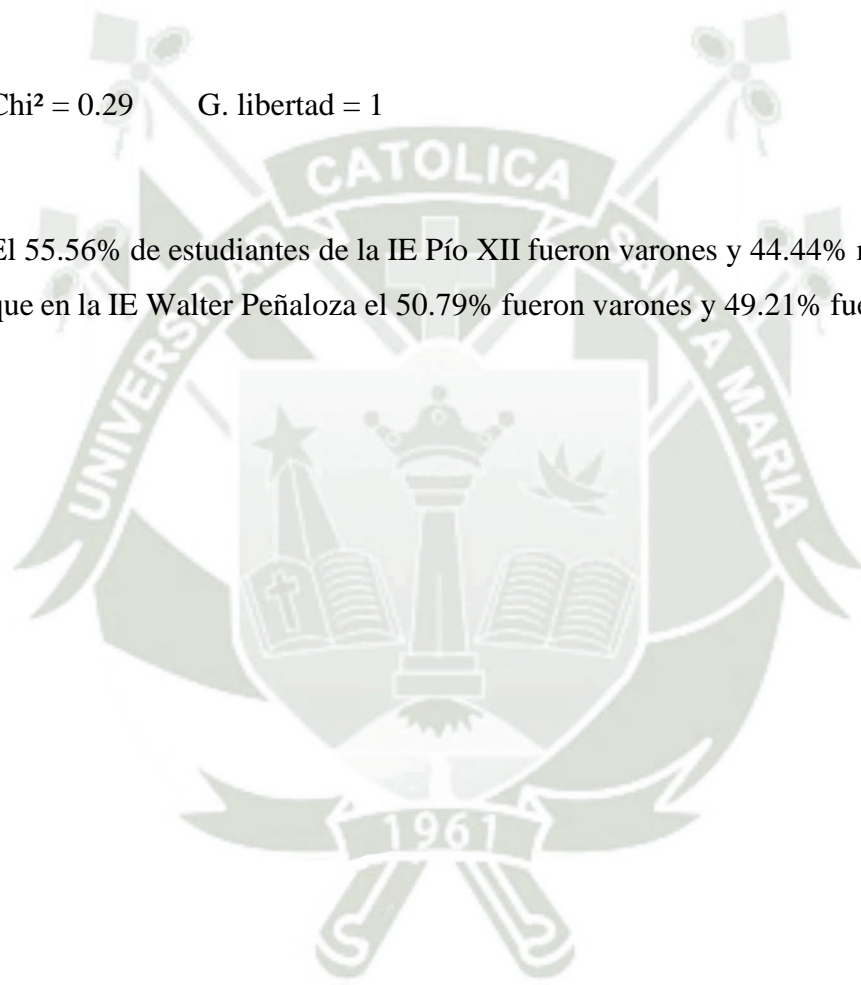 Chi² = 0.29 G. libertad = 1
El 55.56% de estudiantes de la IE Pío XII fueron varones y 44.44%
que en la IE Walter Peñaloza el 50.79% fueron varones y 49.21%
UNIVERSIDAD CATOLICA SANTA MARIA
1961